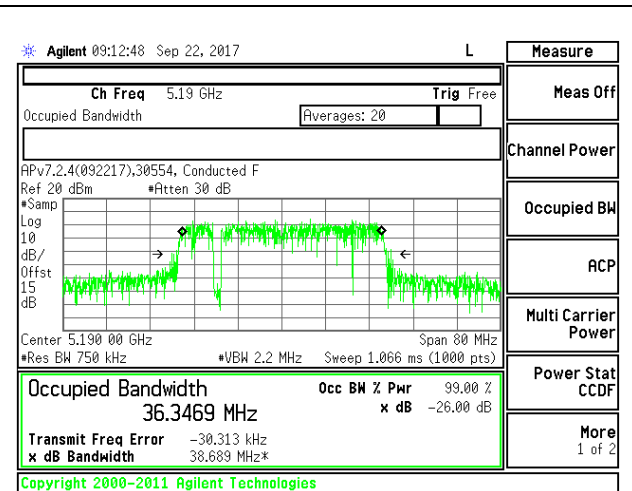 Agilent 09:12:48 Sep 22, 2017 L
Measure
Ch Freq 5.19 GHz Trig Free
Meas Off
Occupied Bandwidth Averages: 20
Channel Power
APv7.2.4(092217),30554, Conducted F
Ref 20 dBm #Atten 30 dB
#Samp
Log
10
dB/
Offst
15
dB
Occupied BW
ACP
Center 5.190 00 GHz Span 80 MHz
#Res BW 750 kHz #VBW 2.2 MHz Sweep 1.066 ms (1000 pts)
Multi Carrier
Power
Occupied Bandwidth Occ BW % Pwr 99.00 %
36.3469 MHz x dB -26.00 dB
Power Stat
CCDF
Transmit Freq Error -30.313 kHz
x dB Bandwidth 38.689 MHz*
More
1 of 2
Copyright 2000-2011 Agilent Technologies